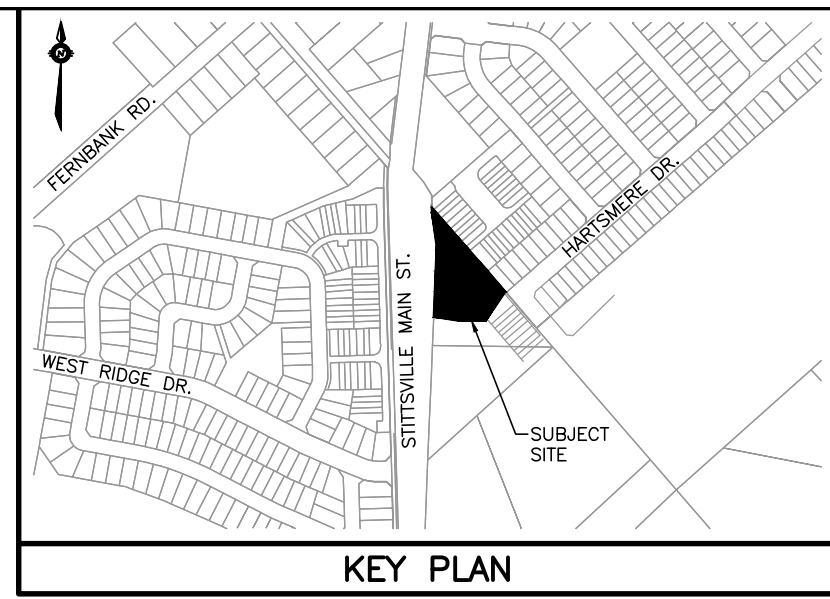 N
FERNBANK RD.
HARTSMERE DR.
STITTSVILLE MAIN ST.
WEST RIDGE DR.
SUBJECT
SITE
KEY PLAN